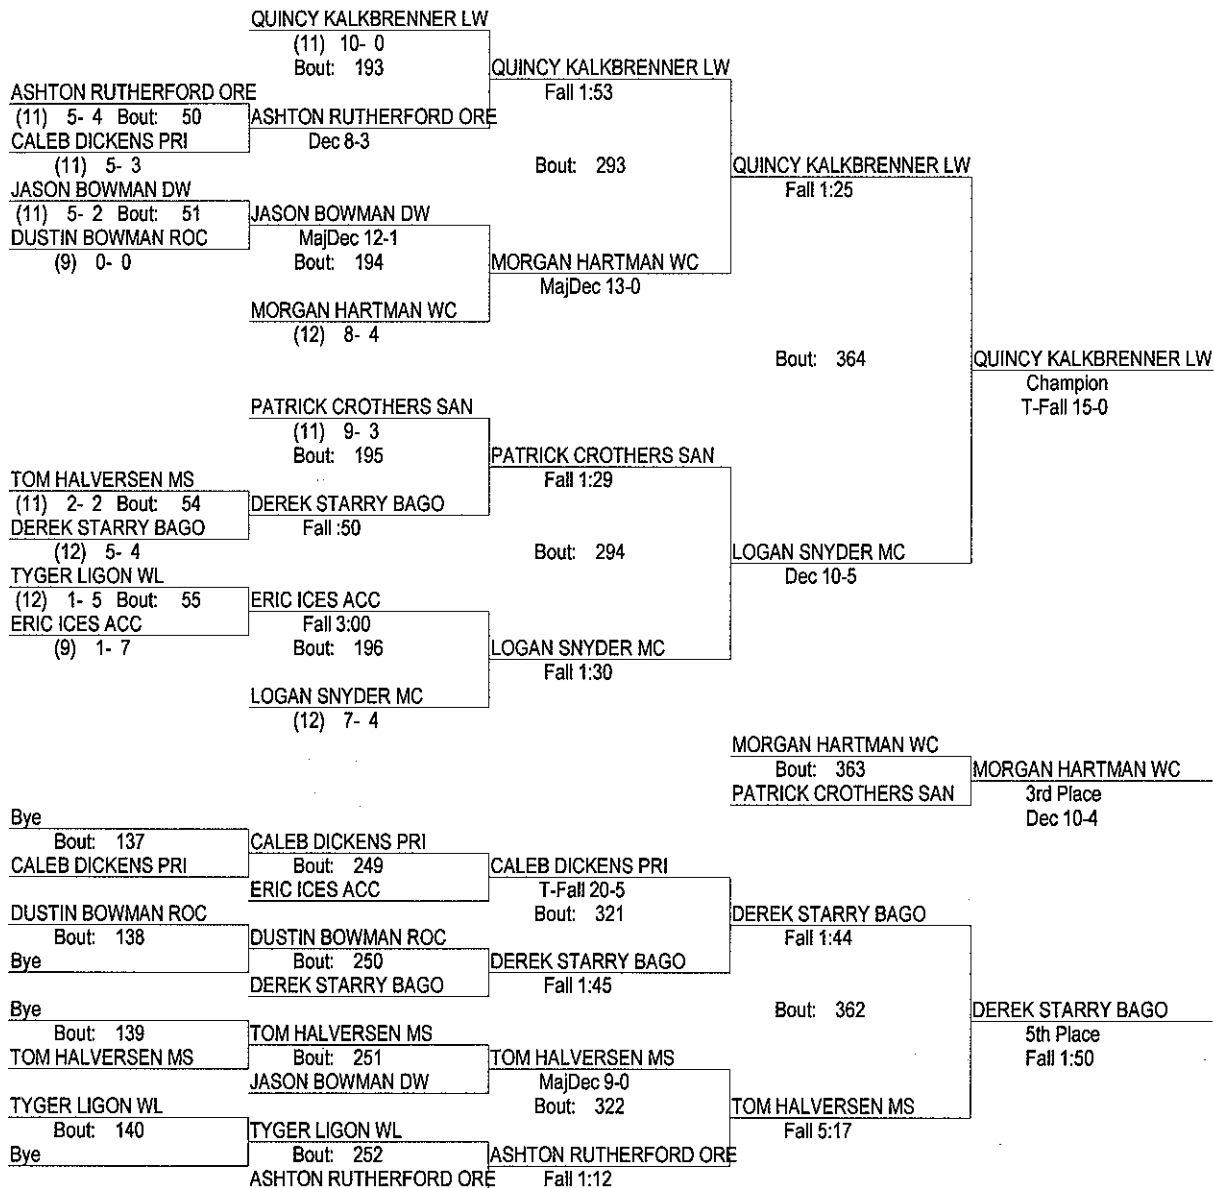 QUINCY KALKBRENNER LW
(11) 10- 0
Bout: 193
QUINCY KALKBRENNER LW
Fall 1:53
ASHTON RUTHERFORD ORE
(11) 5- 4 Bout: 50
ASHTON RUTHERFORD ORE
Dec 8-3
CALEB DICKENS PRI
(11) 5- 3
Bout: 293
QUINCY KALKBRENNER LW
Fall 1:25
JASON BOWMAN DW
(11) 5- 2 Bout: 51
JASON BOWMAN DW
MajDec 12-1
DUSTIN BOWMAN ROC
(9) 0- 0
Bout: 194
MORGAN HARTMAN WC
MajDec 13-0
MORGAN HARTMAN WC
(12) 8- 4
Bout: 364
QUINCY KALKBRENNER LW
Champion
T-Fall 15-0
PATRICK CROTHERS SAN
(11) 9- 3
Bout: 195
PATRICK CROTHERS SAN
Fall 1:29
TOM HALVERSEN MS
(11) 2- 2 Bout: 54
DEREK STARRY BAGO
Fall :50
DEREK STARRY BAGO
(12) 5- 4
Bout: 294
LOGAN SNYDER MC
Dec 10-5
TYGER LIGON WL
(12) 1- 5 Bout: 55
ERIC ICES ACC
Fall 3:00
ERIC ICES ACC
(9) 1- 7
Bout: 196
LOGAN SNYDER MC
Fall 1:30
LOGAN SNYDER MC
(12) 7- 4
MORGAN HARTMAN WC
Bout: 363
MORGAN HARTMAN WC
PATRICK CROTHERS SAN
3rd Place
Dec 10-4
Bye
Bout: 137
CALEB DICKENS PRI
CALEB DICKENS PRI
Bout: 249
CALEB DICKENS PRI
ERIC ICES ACC
T-Fall 20-5
Bout: 321
DEREK STARRY BAGO
Fall 1:44
DUSTIN BOWMAN ROC
Bout: 138
DUSTIN BOWMAN ROC
Bye
Bout: 250
DEREK STARRY BAGO
DEREK STARRY BAGO
Fall 1:45
Bout: 362
DEREK STARRY BAGO
5th Place
Fall 1:50
Bye
Bout: 139
TOM HALVERSEN MS
TOM HALVERSEN MS
Bout: 251
TOM HALVERSEN MS
JASON BOWMAN DW
MajDec 9-0
Bout: 322
TOM HALVERSEN MS
Fall 5:17
TYGER LIGON WL
Bout: 140
TYGER LIGON WL
Bye
Bout: 252
ASHTON RUTHERFORD ORE
ASHTON RUTHERFORD ORE
Fall 1:12